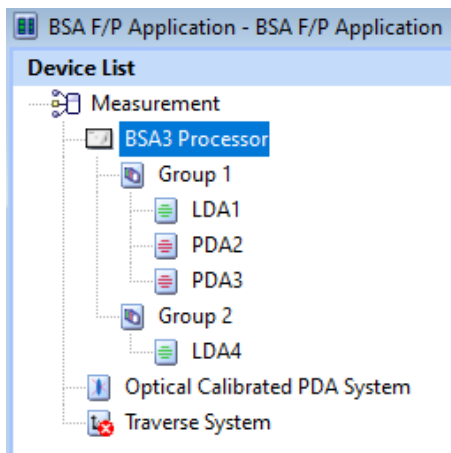 BSA F/P Application - BSA F/P Application
Device List
Measurement
BSA3 Processor
Group 1
LDA1
PDA2
PDA3
Group 2
LDA4
Optical Calibrated PDA System
Traverse System